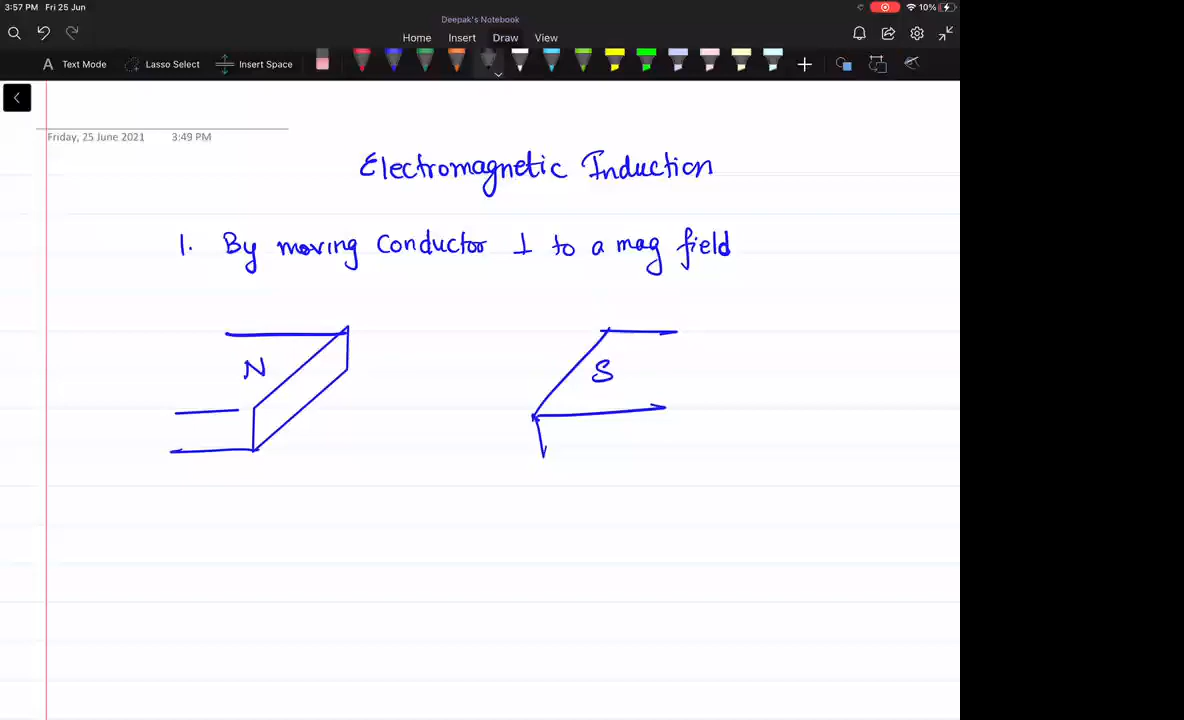 3:57 PM Fri 25 Jun
10%
Deepak's Notebook
Home Insert Draw View
A Text Mode Lasso Select Insert Space
Friday, 25 June 2021 3:49 PM
Electromagnetic Induction
1. By moving Conductor ⊥ to a mag field
N
S